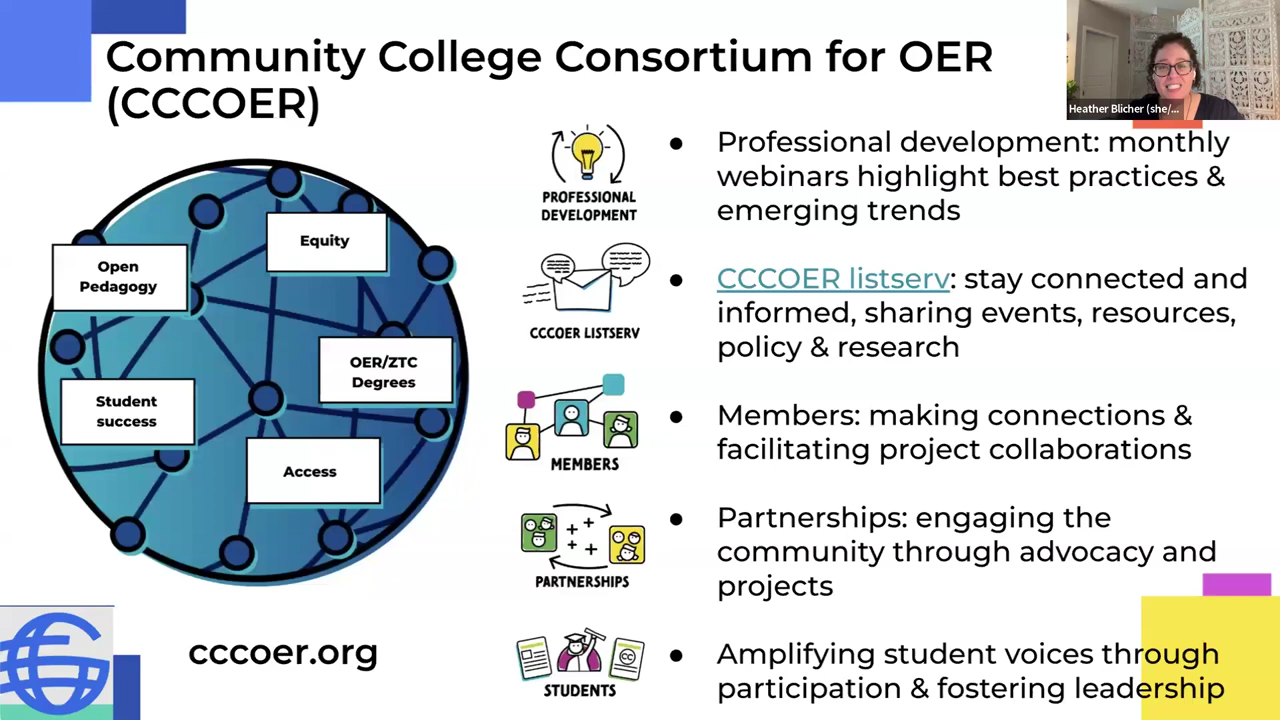 Community College Consortium for OER
(CCCOER)
Heather Blicher (she/...
Open
Pedagogy
Equity
OER/ZTC
Degrees
Student
success
Access
cccoer.org
PROFESSIONAL
DEVELOPMENT
● Professional development: monthly
webinars highlight best practices &
emerging trends
CCCOER LISTSERV
● CCCOER listserv: stay connected and
informed, sharing events, resources,
policy & research
MEMBERS
● Members: making connections &
facilitating project collaborations
PARTNERSHIPS
● Partnerships: engaging the
community through advocacy and
projects
CC
STUDENTS
● Amplifying student voices through
participation & fostering leadership